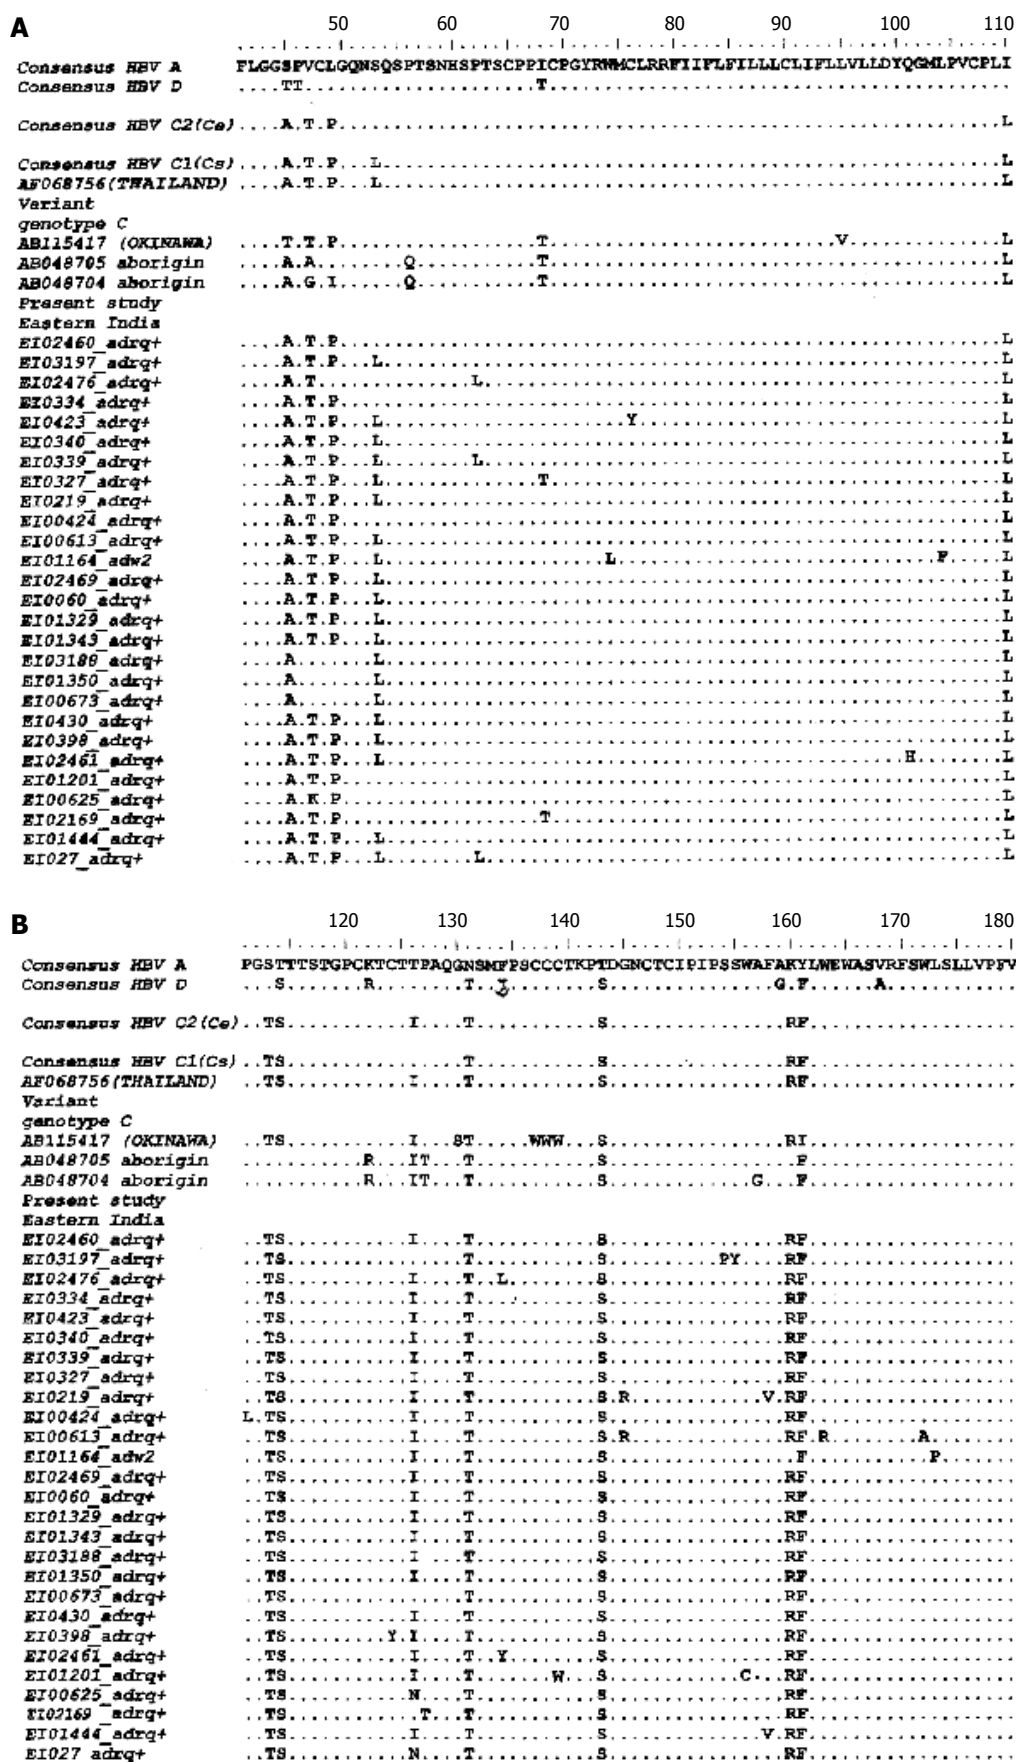 A
50 60 70 80 90 100 110
Consensus HBV A FLGGSPVCLGQNSQSPTSNHSPTSCPPICPGYRWMCLRRFIIFLFILLLCLIFLLVLLDYQGMLPVCPLI
Consensus HBV D ....TT.....................T..........................................
Consensus HBV C2(Ce) ....A.T.P............................................................L
Consensus HBV C1(Cs) ....A.T.P...L........................................................L
AF068756(THAILAND) ....A.T.P...L........................................................L
Variant
genotype C
AB115417 (OKINAWA) ....T.T.P..................T..........................V..............L
AB048705 aborigin ....A.A........Q...........T.........................................L
AB048704 aborigin ....A.G.I......Q...........T.........................................L
Present study
Eastern India
EI02460_adrq+ ....A.T.P............................................................L
EI03197_adrq+ ....A.T.P...L........................................................L
EI02476_adrq+ ....A.T..............L...............................................L
EI0334_adrq+ ....A.T.P............................................................L
EI0423_adrq+ ....A.T.P...L......................Y.................................L
EI0340_adrq+ ....A.T.P...L........................................................L
EI0339_adrq+ ....A.T.P...L........L...............................................L
EI0327_adrq+ ....A.T.P...L..............T.........................................L
EI0219_adrq+ ....A.T.P...L........................................................L
EI00424_adrq+ ....A.T.P............................................................L
EI00613_adrq+ ....A.T.P...L........................................................L
EI01164_adw2 ....A.T.P...L....................L.............................F.....L
EI02469_adrq+ ....A.T.P...L........................................................L
EI0060_adrq+ ....A.T.P...L........................................................L
EI01329_adrq+ ....A.T.P...L........................................................L
EI01343_adrq+ ....A.T.P...L........................................................L
EI03188_adrq+ ....A.......L........................................................L
EI01350_adrq+ ....A.......L........................................................L
EI00673_adrq+ ....A.......L........................................................L
EI0430_adrq+ ....A.T.P...L........................................................L
EI0398_adrq+ ....A.T.P...L........................................................L
EI02461_adrq+ ....A.T.P...L...............................................H........L
EI01201_adrq+ ....A.T.P............................................................L
EI00625_adrq+ ....A.K.P............................................................L
EI02169_adrq+ ....A.T.P..................T.........................................L
EI01444_adrq+ ....A.T.P...L........................................................L
EI027_adrq+ ....A.T.P...L........L...............................................L
B
120 130 140 150 160 170 180
Consensus HBV A PGSTTTSTGPCKTCTTPAQGNSMFPSCCCTKPTDGNCTCIPIPSSWAFAKYLWEWASVRFSWLSLLVPFV
Consensus HBV D ...S.......R........T..I........S...............G.F......A............
Consensus HBV C2(Ce) ..TS...........I....T...........S................RF...................
Consensus HBV C1(Cs) ..TS................T...........S................RF...................
AF068756(THAILAND) ..TS...........I....T...........S................RF...................
Variant
genotype C
AB115417 (OKINAWA) ..TS...........I...ST.....WWW...S................RI...................
AB048705 aborigin ...........R...IT...T...........S.................F...................
AB048704 aborigin ...........R...IT...T...........S.............G...F...................
Present study
Eastern India
EI02460_adrq+ ..TS...........I....T...........S................RF...................
EI03197_adrq+ ..TS................T...........S..........PY....RF...................
EI02476_adrq+ ..TS...........I....T..L........S................RF...................
EI0334_adrq+ ..TS...........I....T...........S................RF...................
EI0423_adrq+ ..TS...........I....T...........S................RF...................
EI0340_adrq+ ..TS...........I....T...........S................RF...................
EI0339_adrq+ ..TS...........I....T...........S................RF...................
EI0327_adrq+ ..TS...........I....T...........S................RF...................
EI0219_adrq+ ..TS...........I....T...........S.R............V.RF...................
EI00424_adrq+ L.TS...........I....T...........S................RF...................
EI00613_adrq+ ..TS...........I....T...........S.R..............RF.R........A........
EI01164_adw2 ..TS...........I....T...........S.................F...........P.......
EI02469_adrq+ ..TS...........I....T...........S................RF...................
EI0060_adrq+ ..TS...........I....T...........S................RF...................
EI01329_adrq+ ..TS...........I....T...........S................RF...................
EI01343_adrq+ ..TS...........I....T...........S................RF...................
EI03188_adrq+ ..TS...........I....T...........S................RF...................
EI01350_adrq+ ..TS...........I....T...........S................RF...................
EI00673_adrq+ ..TS................T...........S................RF...................
EI0430_adrq+ ..TS...........I....T...........S................RF...................
EI0398_adrq+ ..TS.........Y.I....T...........S................RF...................
EI02461_adrq+ ..TS...........I....T..Y........S................RF...................
EI01201_adrq+ ..TS...........I....T.......W...S............C...RF...................
EI00625_adrq+ ..TS...........N....T...........S................RF...................
EI02169_adrq+ ..TS............T...T...........S................RF...................
EI01444_adrq+ ..TS...........I....T...........S..............V.RF...................
EI027_adrq+ ..TS...........N....T...........S................RF...................